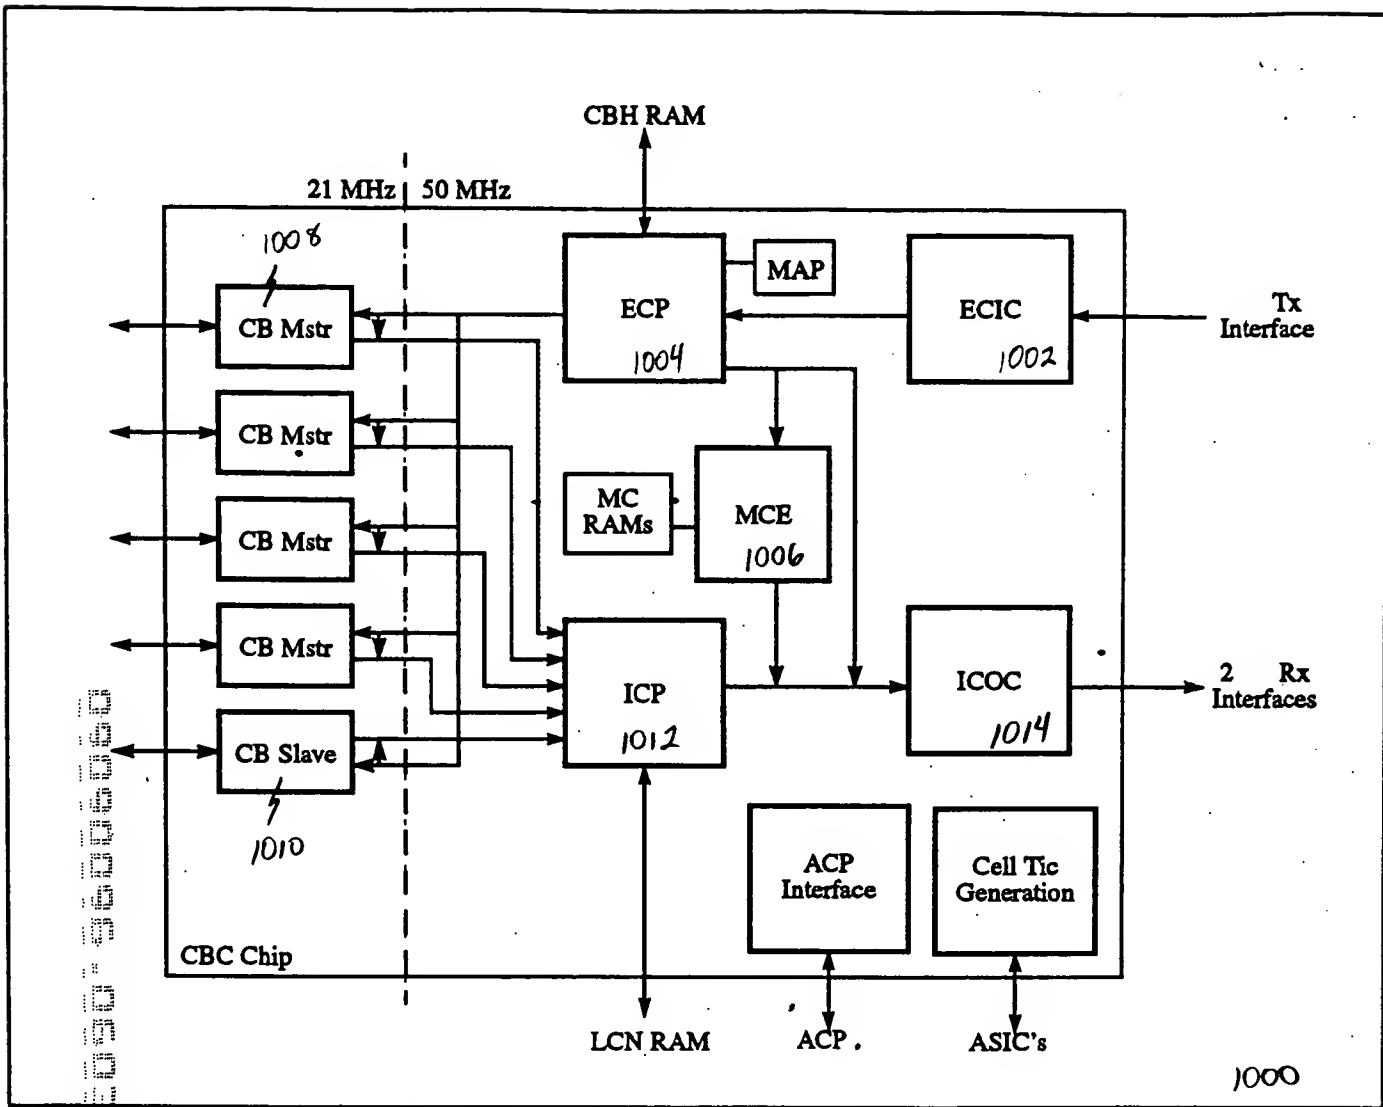 CBH RAM
21 MHz 50 MHz
1008
CB Mstr
ECP
1004
MAP
ECIC
1002
Tx
Interface
CB Mstr
MC
RAMs
MCE
1006
CB Mstr
CB Mstr
ICP
1012
ICOC
1014
2 Rx
Interfaces
CB Slave
1010
ACP
Interface
Cell Tic
Generation
CBC Chip
LCN RAM
ACP
ASIC's
1000